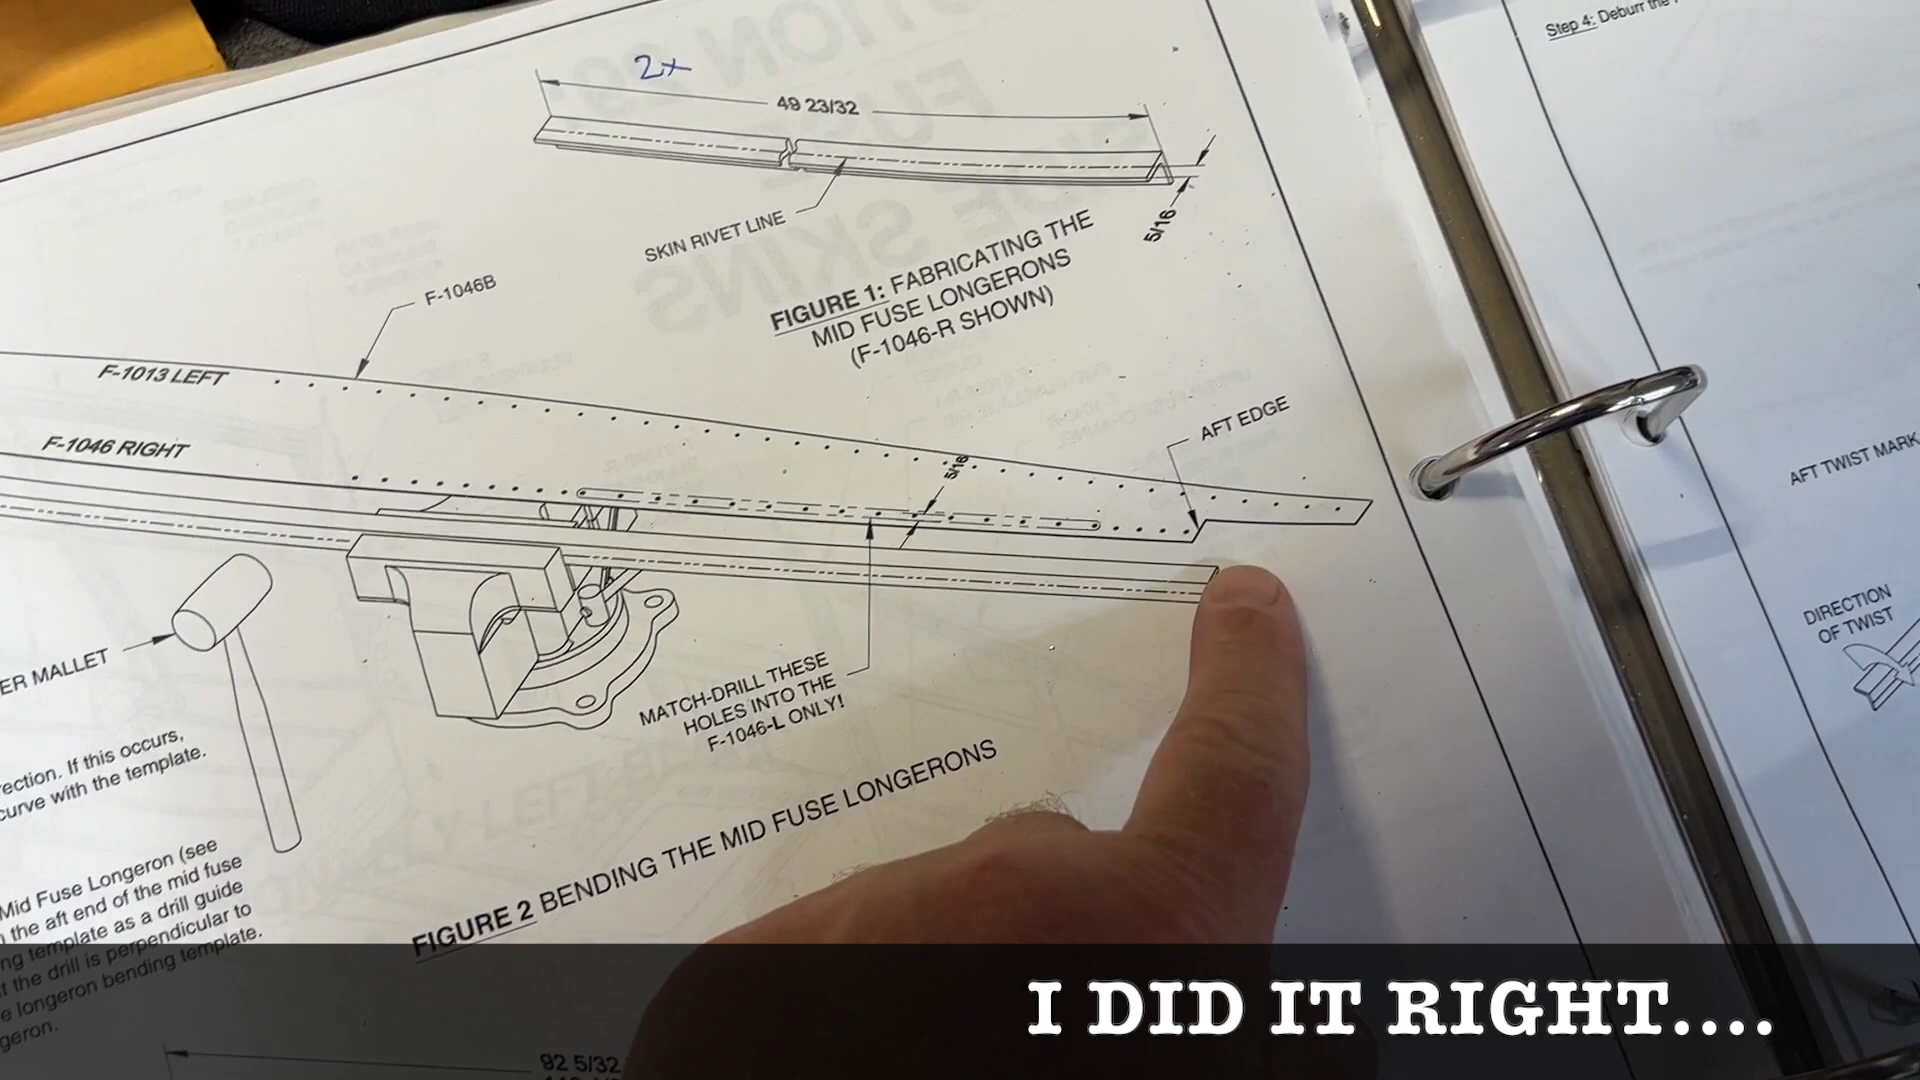 Step 4: Deburr the
2x
49 23/32
SKIN RIVET LINE
5/16
FIGURE 1: FABRICATING THE
MID FUSE LONGERONS
(F-1046-R SHOWN)
F-1046B
F-1013 LEFT
F-1046 RIGHT
5/16
AFT EDGE
AFT TWIST MARK
DIRECTION
OF TWIST
ER MALLET
MATCH-DRILL THESE
HOLES INTO THE
F-1046-L ONLY!
rection. If this occurs,
curve with the template.
FIGURE 2 BENDING THE MID FUSE LONGERONS
Mid Fuse Longeron (see
the aft end of the mid fuse
ng template as a drill guide
t the drill is perpendicular to
e longeron bending template.
geron.
92 5/32
I DID IT RIGHT....